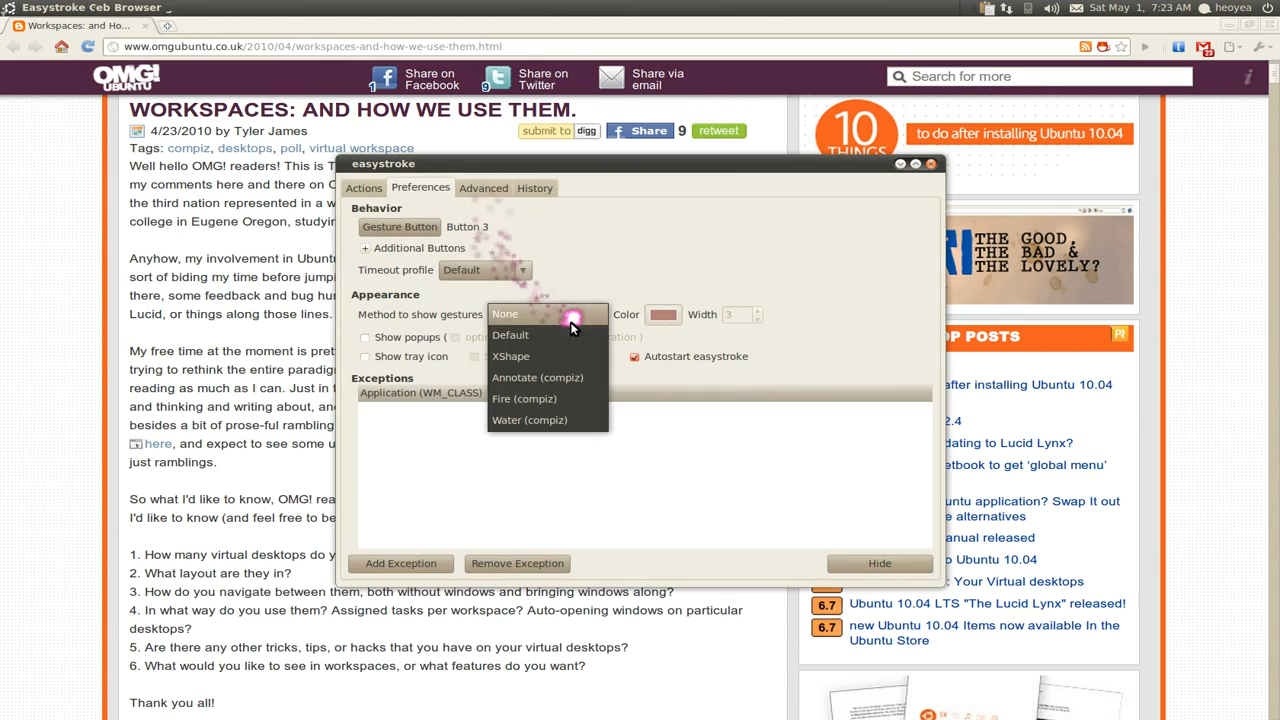 Easystroke Ceb Browser
Sat May 1, 7:23 AM
heoyea
Workspaces: and Ho...
www.omgubuntu.co.uk/2010/04/workspaces-and-how-we-use-them.html
OMG!
UBUNTU
1
Share on
Facebook
9
Share on
Twitter
Share via
email
Search for more
WORKSPACES: AND HOW WE USE THEM.
4/23/2010 by Tyler James
submit to digg
Share
9
retweet
Tags: compiz, desktops, poll, virtual workspace
Well hello OMG! readers! This is T
my comments here and there on O
the third nation represented in a w
college in Eugene Oregon, studyin
Anyhow, my involvement in Ubuntu
sort of biding my time before jump
there, some feedback and bug hun
Lucid, or things along those lines.
My free time at the moment is pret
trying to rethink the entire paradigm
reading as much as I can. Just in t
and thinking and writing about, and
besides a bit of prose-ful rambling
here, and expect to see some u
just ramblings.
So what I'd like to know, OMG! rea
I'd like to know (and feel free to be
1. How many virtual desktops do yo
2. What layout are they in?
3. How do you navigate between them, both without windows and bringing windows along?
4. In what way do you use them? Assigned tasks per workspace? Auto-opening windows on particular
desktops?
5. Are there any other tricks, tips, or hacks that you have on your virtual desktops?
6. What would you like to see in workspaces, or what features do you want?
Thank you all!
easystroke
Actions
Preferences
Advanced
History
Behavior
Gesture Button
Button 3
Additional Buttons
Timeout profile
Default
Appearance
Method to show gestures
None
Default
XShape
Annotate (compiz)
Fire (compiz)
Water (compiz)
Color
Width
3
Show popups (
Show tray icon
Autostart easystroke
Exceptions
Application (WM_CLASS)
Add Exception
Remove Exception
Hide
10
THINGS
to do after installing Ubuntu 10.04
THE GOOD,
THE BAD &
THE LOVELY?
TOP POSTS
after installing Ubuntu 10.04
2.4
dating to Lucid Lynx?
etbook to get 'global menu'
untu application? Swap It out
e alternatives
anual released
o Ubuntu 10.04
: Your Virtual desktops
6.7
Ubuntu 10.04 LTS "The Lucid Lynx" released!
6.7
new Ubuntu 10.04 Items now available In the
Ubuntu Store